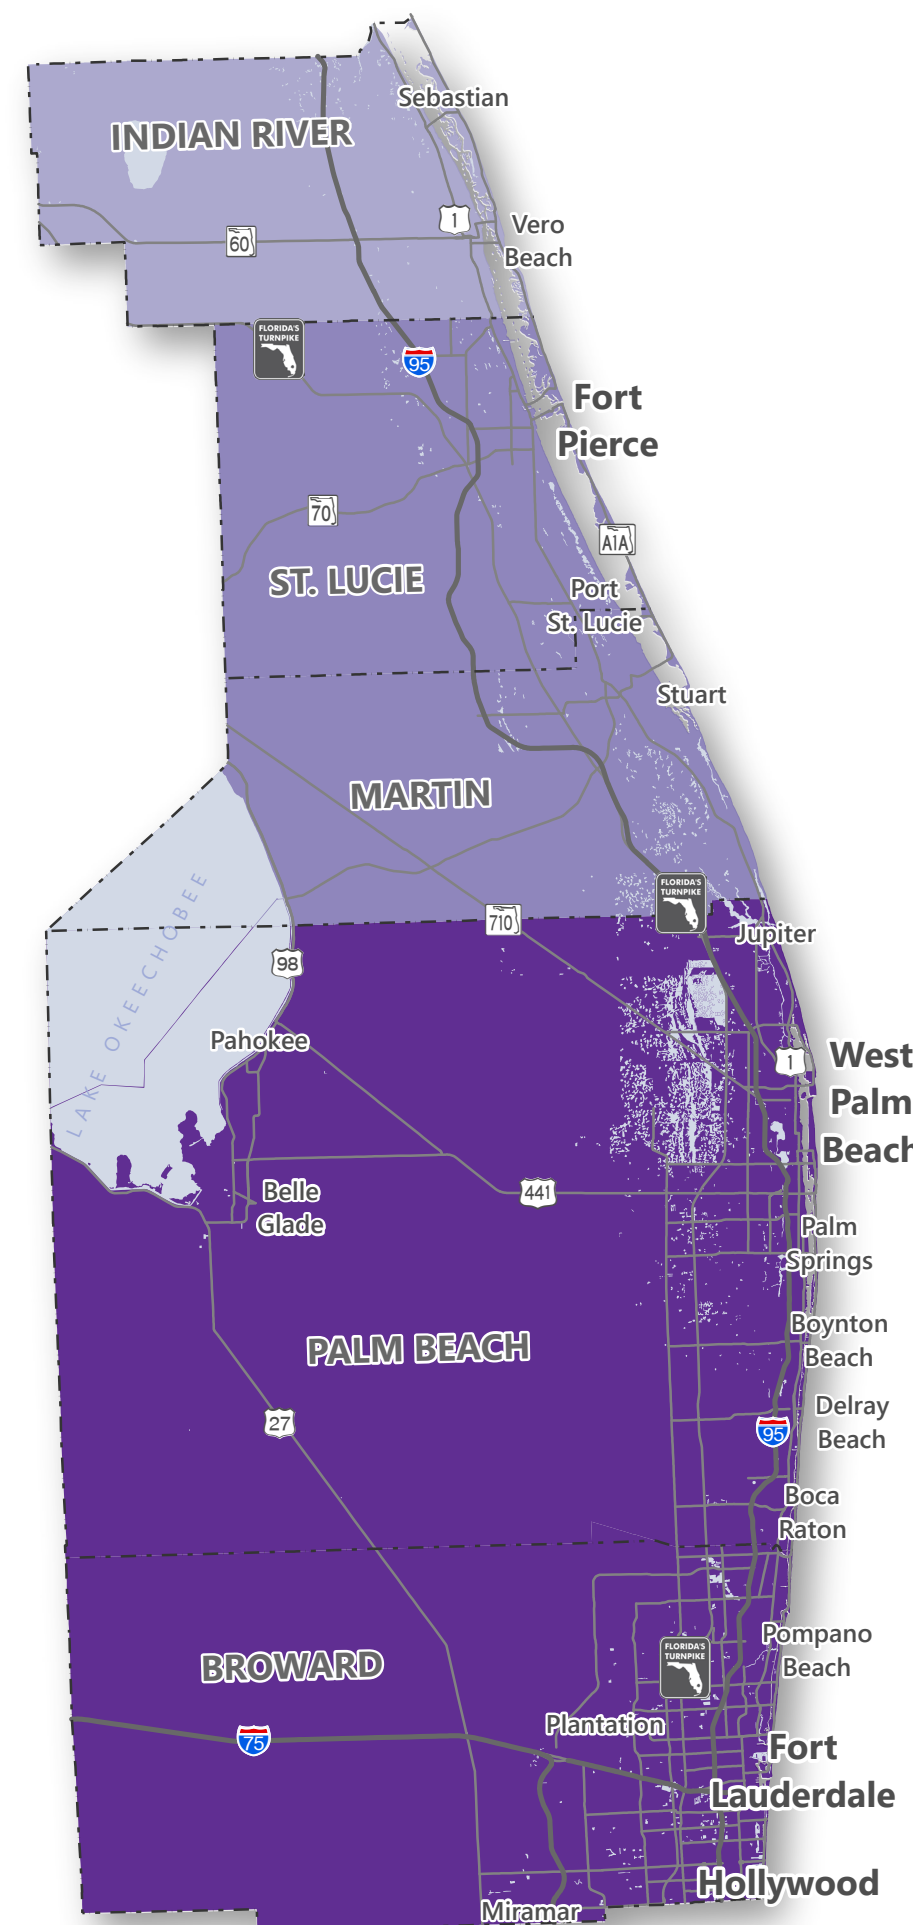 Sebastian
INDIAN RIVER
1
Vero
Beach
60
FLORIDA'S
TURNPIKE
95
Fort
Pierce
70
A1A
ST. LUCIE
Port
St. Lucie
Stuart
MARTIN
FLORIDA'S
TURNPIKE
710
Jupiter
LAKE OKEECHOBEE
98
Pahokee
1
West
Palm
Beach
Belle
Glade
441
Palm
Springs
Boynton
Beach
PALM BEACH
27
Delray
Beach
95
Boca
Raton
Pompano
Beach
FLORIDA'S
TURNPIKE
BROWARD
Plantation
75
Fort
Lauderdale
Hollywood
Miramar